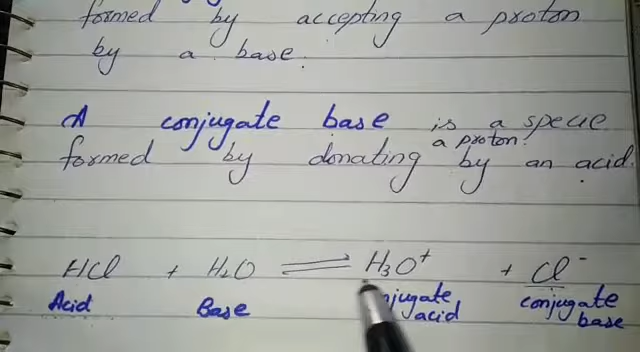 formed by accepting a proton
by a base.
A conjugate base is a specie
a proton.
formed by donating by an acid.
HCl + H₂O ⇌ H₃O⁺ + Cl⁻
Acid Base conjugate conjugate
acid base